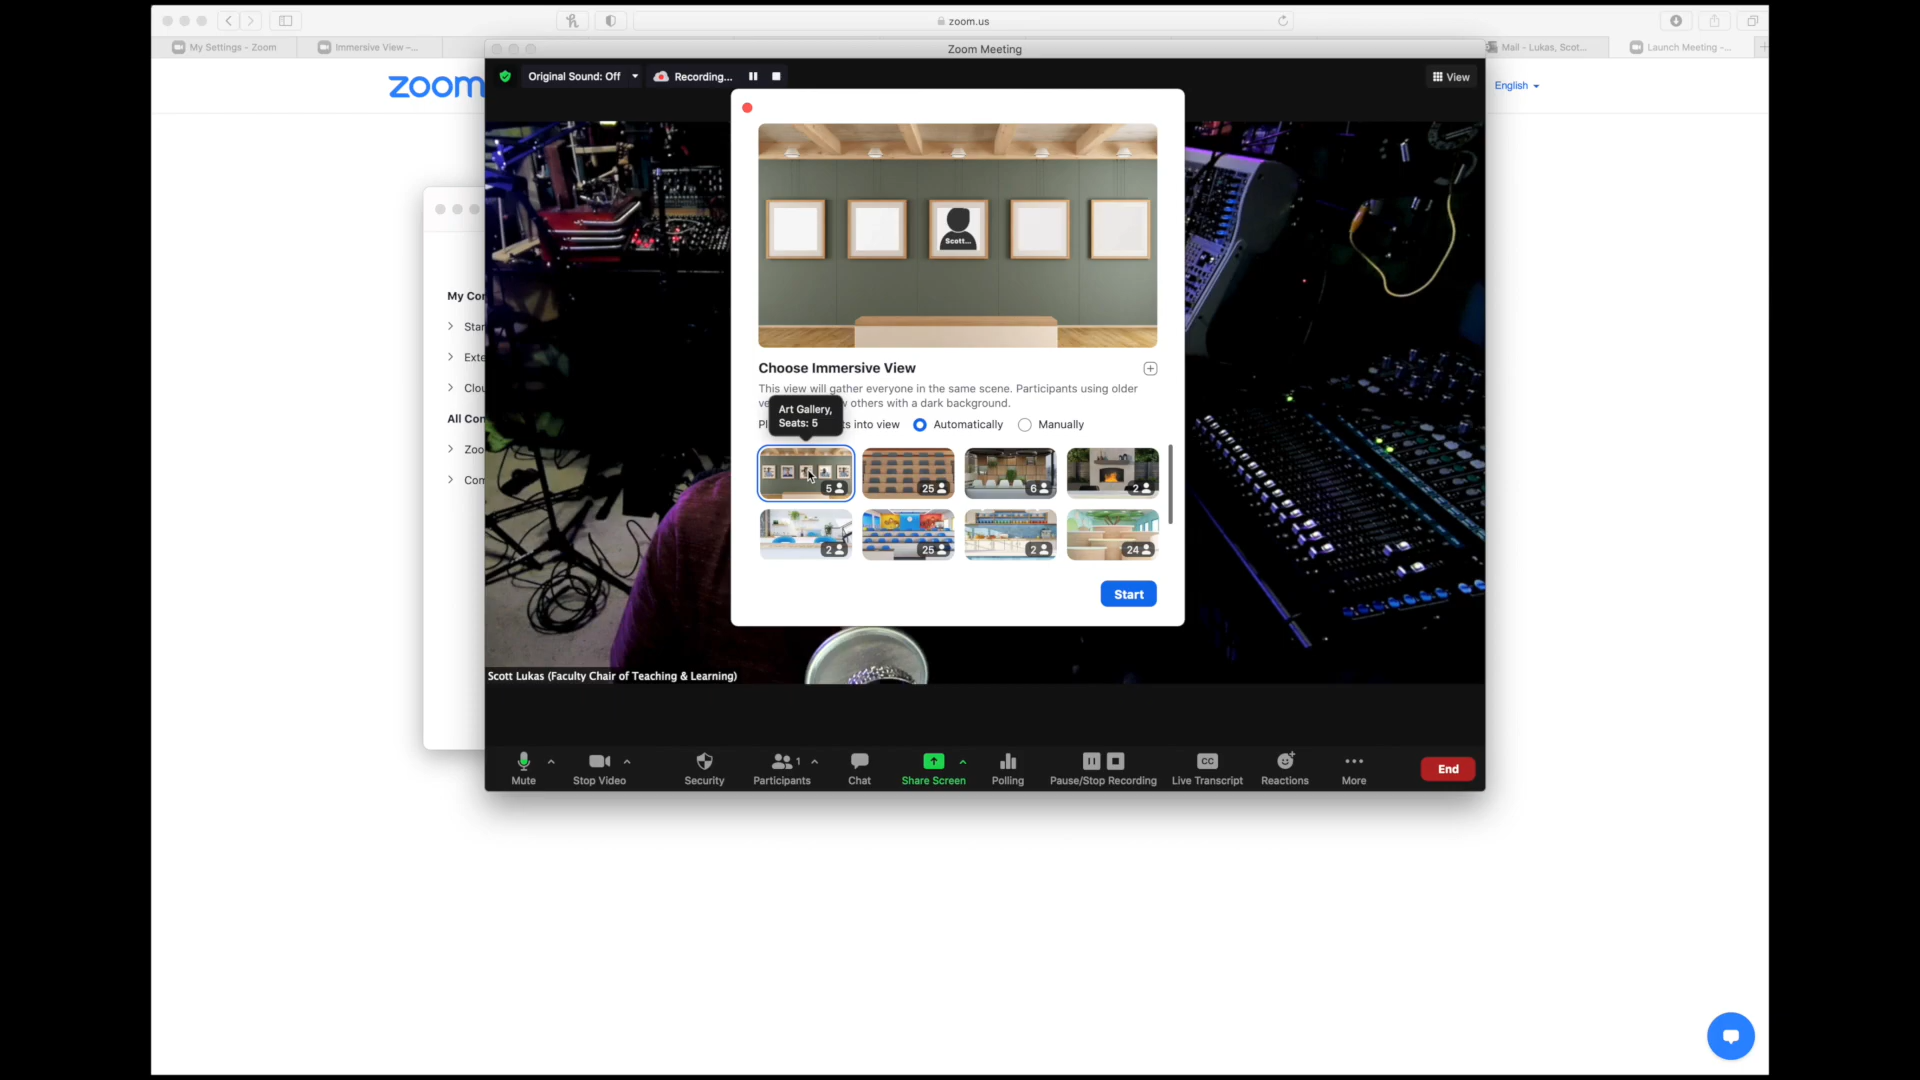 zoom.us
My Settings - Zoom
Immersive View –...
Zoom Meeting
Mail - Lukas, Scot...
Launch Meeting –...
zoom
Original Sound: Off
Recording...
View
English
Scott...
My Con
Star
Exte
Clou
All Con
Zoo
Com
Choose Immersive View
This view will gather everyone in the same scene. Participants using older
others with a dark background.
Art Gallery,
Seats: 5
into view
Automatically
Manually
5
25
6
2
2
25
2
24
Start
Scott Lukas (Faculty Chair of Teaching & Learning)
Mute
Stop Video
Security
Participants
1
Chat
Share Screen
Polling
Pause/Stop Recording
CC
Live Transcript
Reactions
More
End